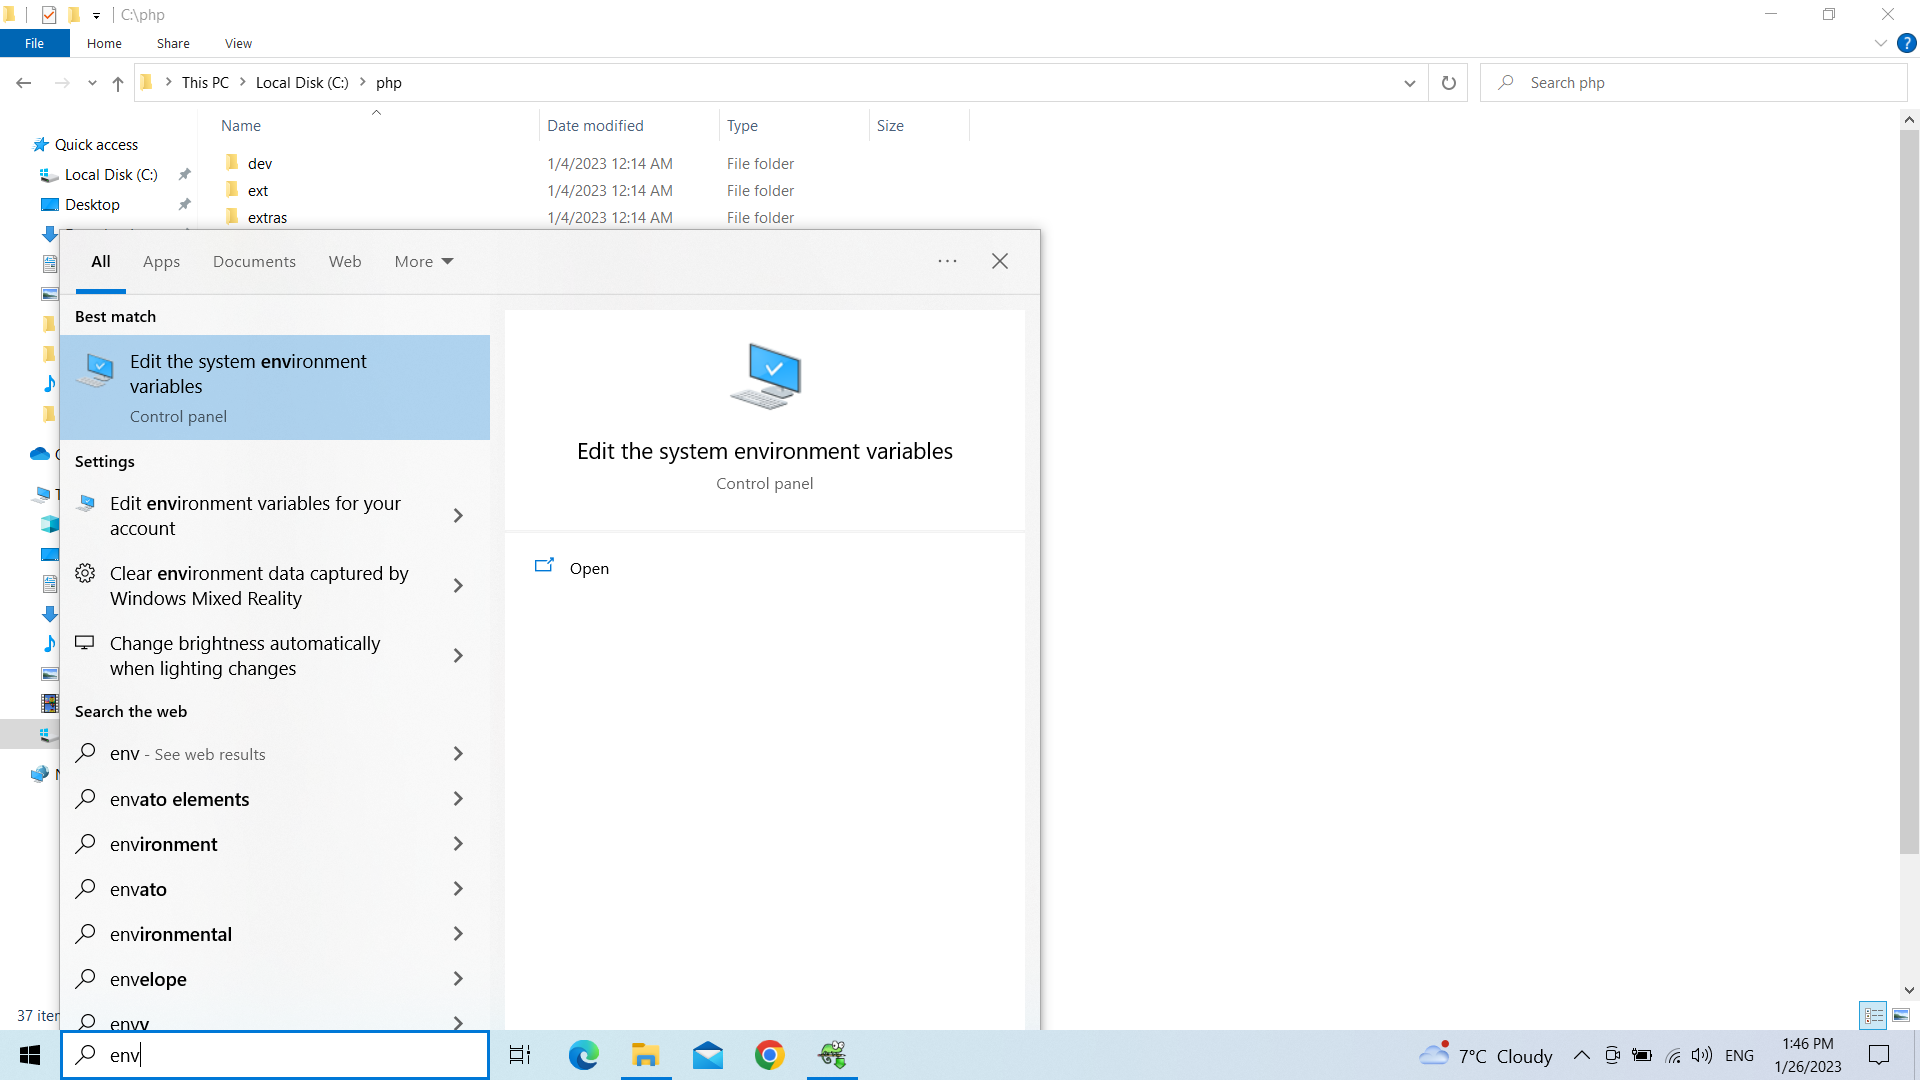 C:\php
File Home Share View
This PC Local Disk (C:) php
Search php
Name Date modified Type Size
Quick access
Local Disk (C:)
Desktop
dev 1/4/2023 12:14 AM File folder
ext 1/4/2023 12:14 AM File folder
extras 1/4/2023 12:14 AM File folder
All Apps Documents Web More
Best match
Edit the system environment
variables
Control panel
Settings
Edit environment variables for your
account
Clear environment data captured by
Windows Mixed Reality
Change brightness automatically
when lighting changes
Search the web
env - See web results
envato elements
environment
envato
environmental
envelope
envy
Edit the system environment variables
Control panel
Open
37
env
7°C Cloudy
ENG
1:46 PM
1/26/2023